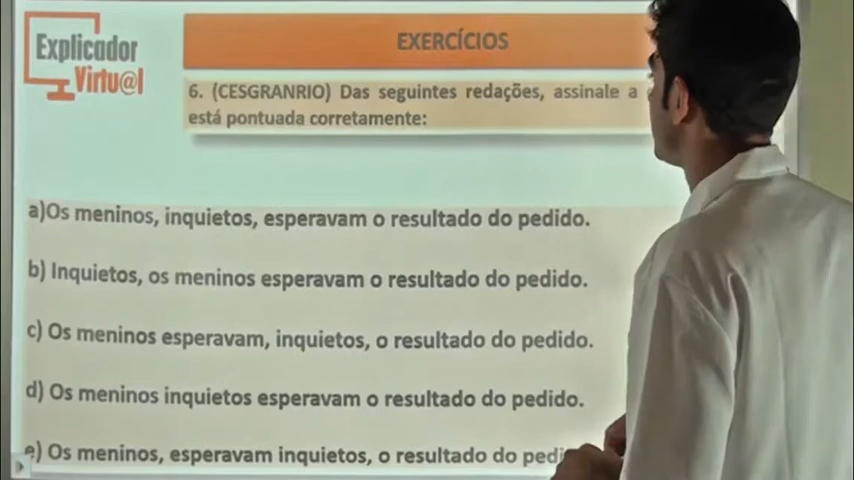 Explicador
Virtu@l
EXERCÍCIOS
6. (CESGRANRIO) Das seguintes redações, assinale a
está pontuada corretamente:
a)Os meninos, inquietos, esperavam o resultado do pedido.
b) Inquietos, os meninos esperavam o resultado do pedido.
c) Os meninos esperavam, inquietos, o resultado do pedido.
d) Os meninos inquietos esperavam o resultado do pedido.
e) Os meninos, esperavam inquietos, o resultado do